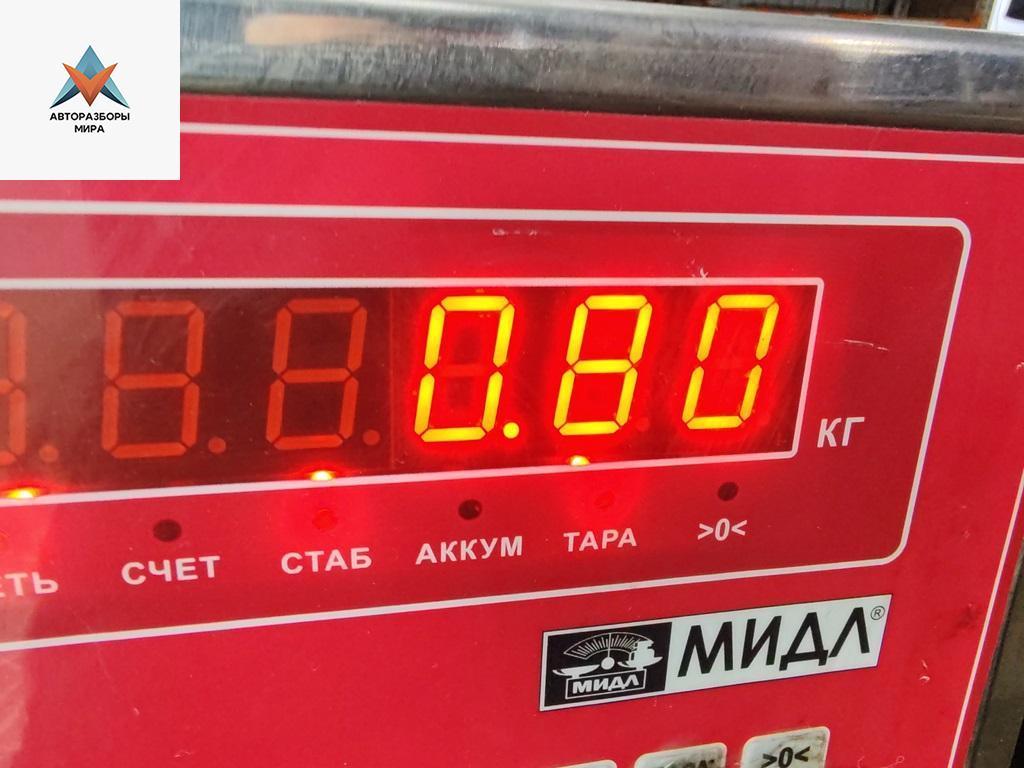 АВТОРАЗБОРЫ
МИРА
0.80
КГ
СЧЕТ
СТАБ
АККУМ
ТАРА
>0<
МИДЛ
МИДЛ®
>0<